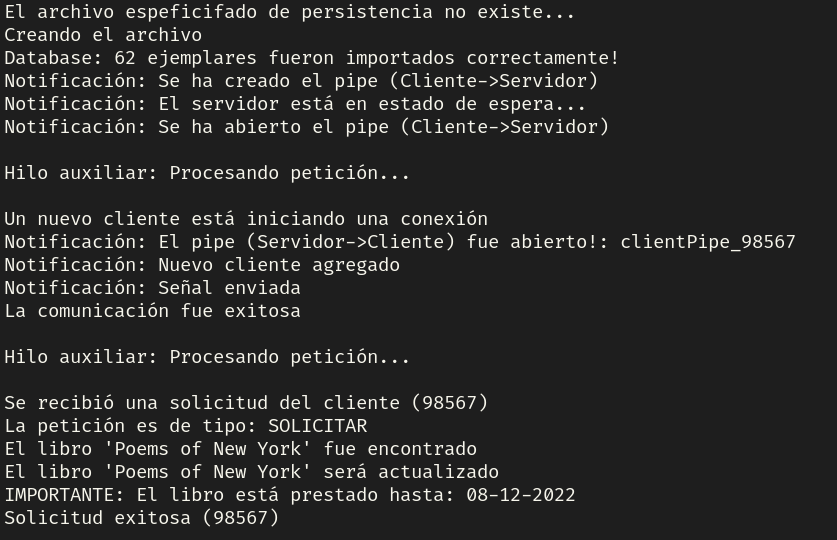 El archivo espeficifado de persistencia no existe...
Creando el archivo
Database: 62 ejemplares fueron importados correctamente!
Notificación: Se ha creado el pipe (Cliente->Servidor)
Notificación: El servidor está en estado de espera...
Notificación: Se ha abierto el pipe (Cliente->Servidor)
Hilo auxiliar: Procesando petición...
Un nuevo cliente está iniciando una conexión
Notificación: El pipe (Servidor->Cliente) fue abierto!: clientPipe_98567
Notificación: Nuevo cliente agregado
Notificación: Señal enviada
La comunicación fue exitosa
Hilo auxiliar: Procesando petición...
Se recibió una solicitud del cliente (98567)
La petición es de tipo: SOLICITAR
El libro 'Poems of New York' fue encontrado
El libro 'Poems of New York' será actualizado
IMPORTANTE: El libro está prestado hasta: 08-12-2022
Solicitud exitosa (98567)